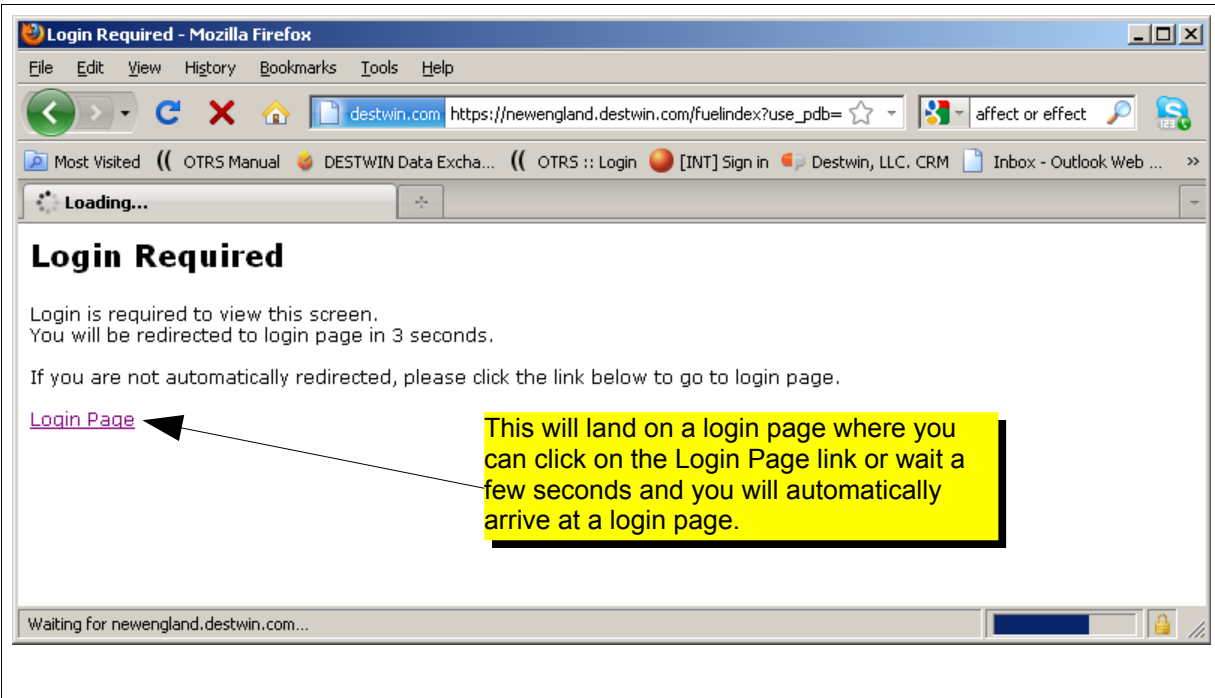 Login Required - Mozilla Firefox
File Edit View History Bookmarks Tools Help
destwin.com https://newengland.destwin.com/fuelindex?use_pdb= affect or effect
Most Visited OTRS Manual DESTWIN Data Excha... OTRS :: Login [INT] Sign in Destwin, LLC. CRM Inbox - Outlook Web ... »
Loading...
Login Required
Login is required to view this screen.
You will be redirected to login page in 3 seconds.
If you are not automatically redirected, please click the link below to go to login page.
Login Page
This will land on a login page where you
can click on the Login Page link or wait a
few seconds and you will automatically
arrive at a login page.
Waiting for newengland.destwin.com...